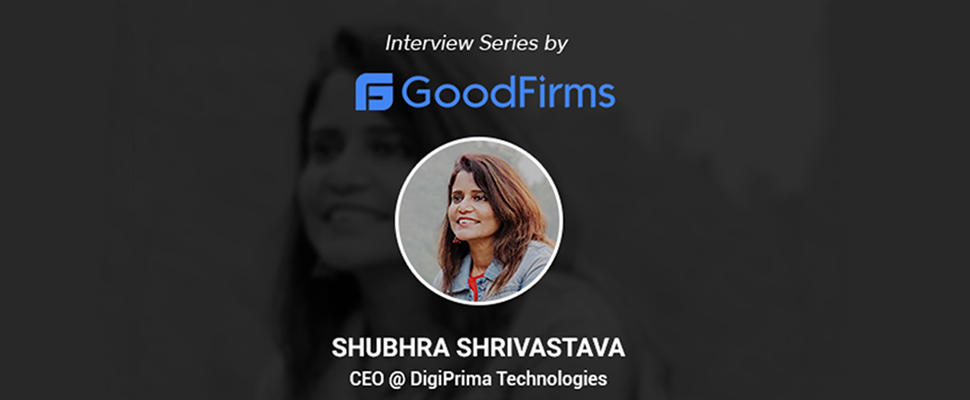 Interview Series by
GoodFirms
SHUBHRA SHRIVASTAVA
CEO @ DigiPrima Technologies